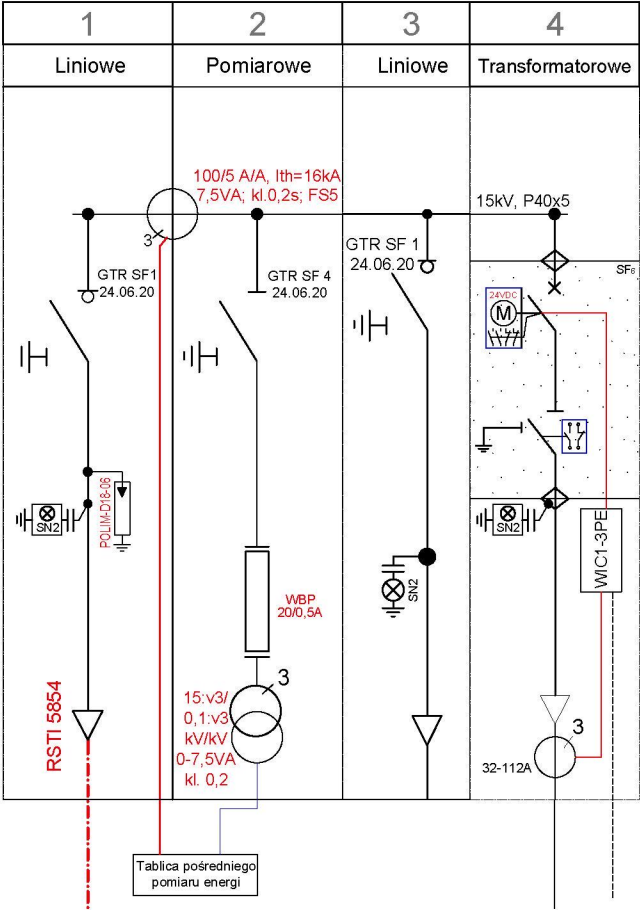 1
2
3
4
Liniowe
Pomiarowe
Liniowe
Transformatorowe
100/5 A/A, Ith=16kA
7,5VA; kl.0,2s; FS5
3
15kV, P40x5
GTR SF1
24.06.20
GTR SF 4
24.06.20
GTR SF 1
24.06.20
SF6
24VDC
M
POLIM-D18-06
SN2
SN2
SN2
WIC1-3PE
WBP
20/0,5A
RSTI 5854
3
15:v3/
0,1:v3
kV/kV
0-7,5VA
kl. 0,2
3
32-112A
Tablica pośredniego
pomiaru energi